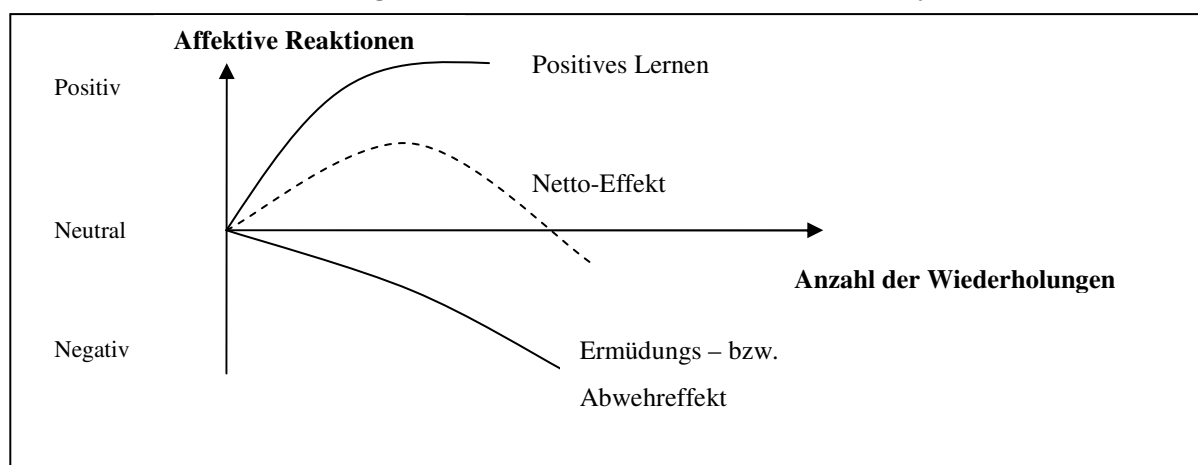 Affektive Reaktionen
Positives Lernen
Positiv
Netto-Effekt
Neutral
Anzahl der Wiederholungen
Negativ
Ermüdungs – bzw.
Abwehreffekt